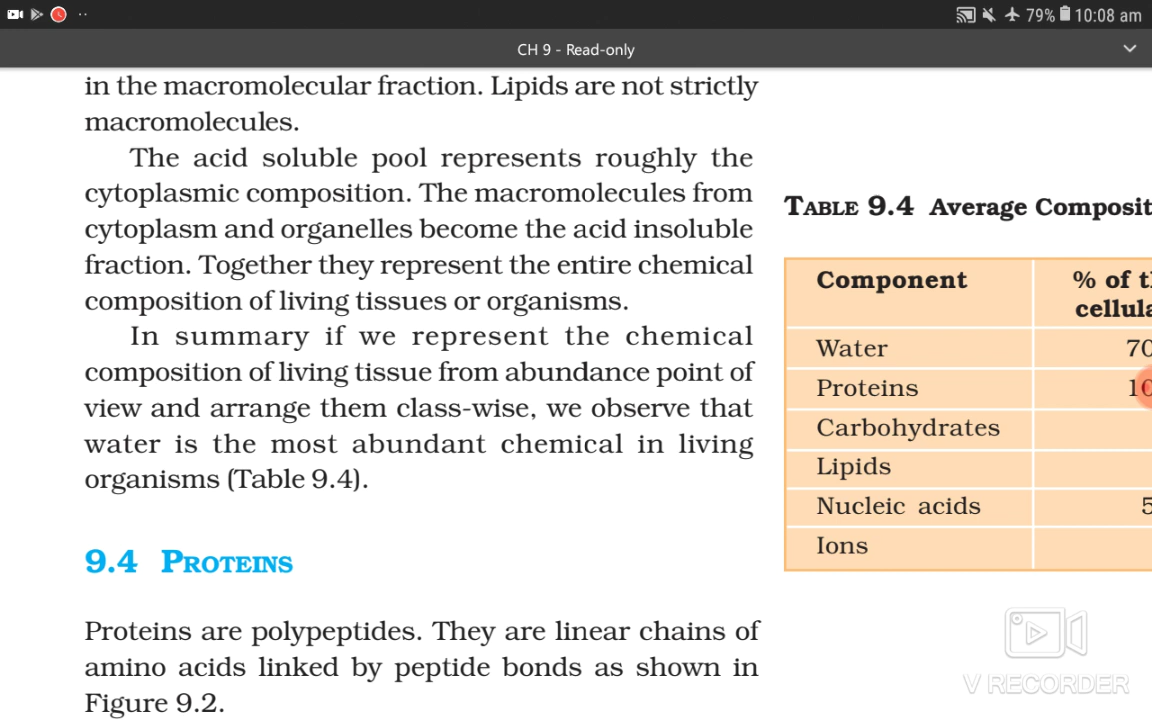 79% 10:08 am
CH 9 - Read-only
in the macromolecular fraction. Lipids are not strictly
macromolecules.
The acid soluble pool represents roughly the
cytoplasmic composition. The macromolecules from
cytoplasm and organelles become the acid insoluble
fraction. Together they represent the entire chemical
composition of living tissues or organisms.
In summary if we represent the chemical
composition of living tissue from abundance point of
view and arrange them class-wise, we observe that
water is the most abundant chemical in living
organisms (Table 9.4).
9.4 PROTEINS
Proteins are polypeptides. They are linear chains of
amino acids linked by peptide bonds as shown in
Figure 9.2.
TABLE 9.4 Average Composit
Component % of th
cellula
Water 70
Proteins 10
Carbohydrates
Lipids
Nucleic acids 5
Ions
V RECORDER